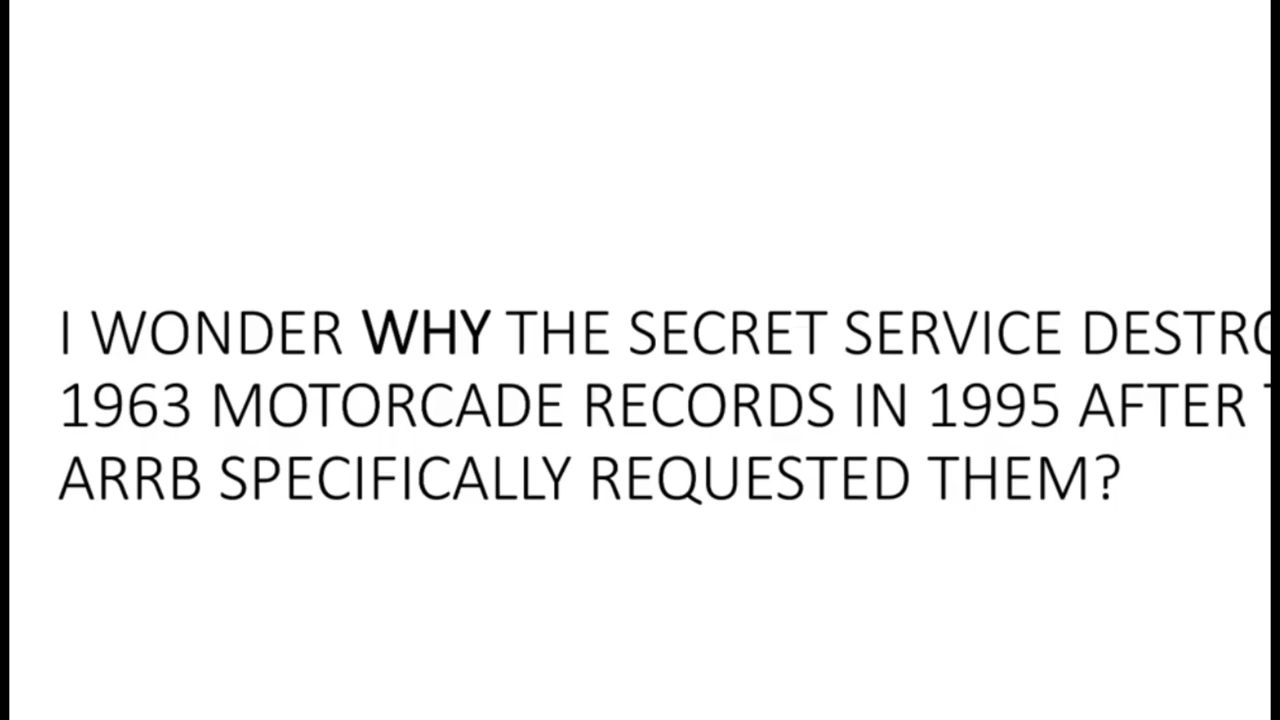 I WONDER WHY THE SECRET SERVICE
1963 MOTORCADE RECORDS IN 1995 AFTER
ARRB SPECIFICALLY REQUESTED THEM?